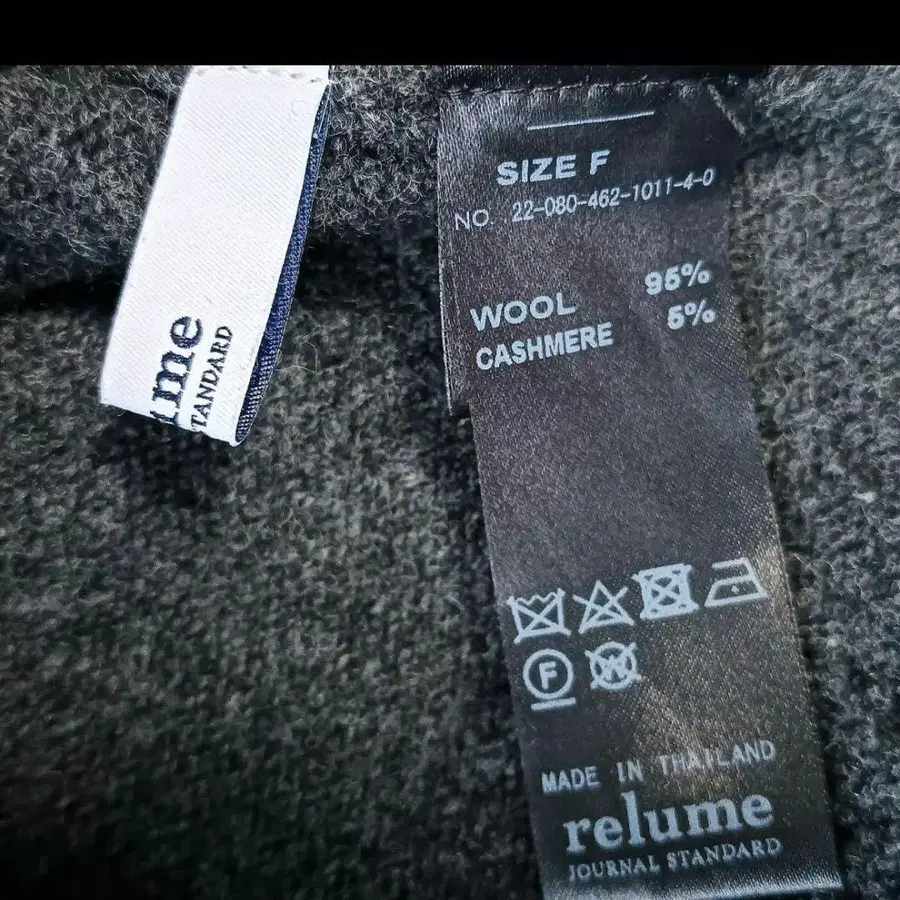 ume
STANDARD
SIZE F
NO. 22-080-462-1011-4-0
WOOL 95%
CASHMERE 5%
F W
MADE IN THAILAND
relume
JOURNAL STANDARD